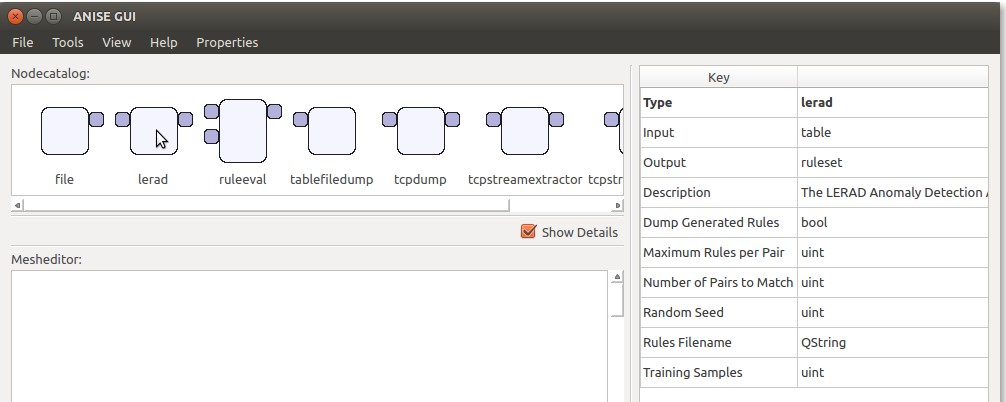 ANISE GUI
File Tools View Help Properties
Nodecatalog:
file lerad ruleeval tablefiledump tcpdump tcpstreamextractor
Show Details
Mesheditor:
Key
Type lerad
Input table
Output ruleset
Description The LERAD Anomaly Detection
Dump Generated Rules bool
Maximum Rules per Pair uint
Number of Pairs to Match uint
Random Seed uint
Rules Filename QString
Training Samples uint